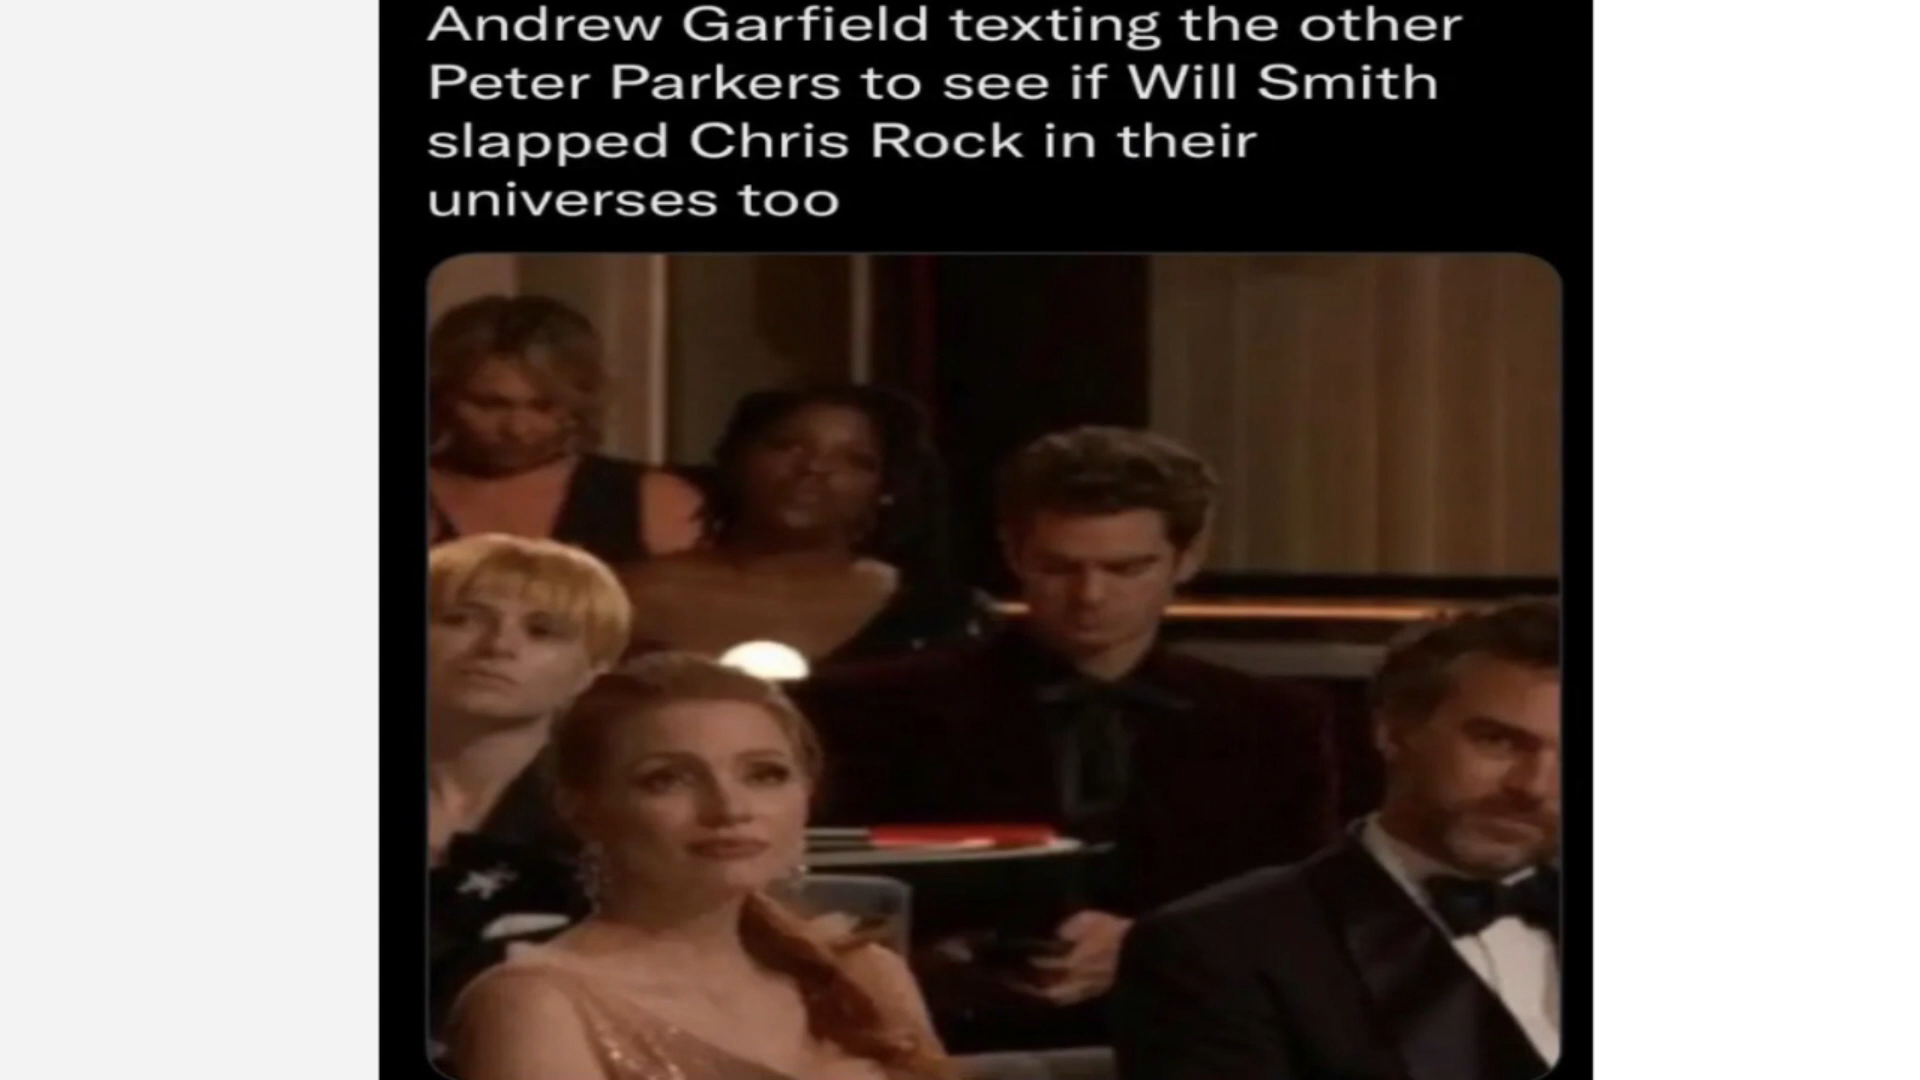 Andrew Garfield texting the other
Peter Parkers to see if Will Smith
slapped Chris Rock in their
universes too